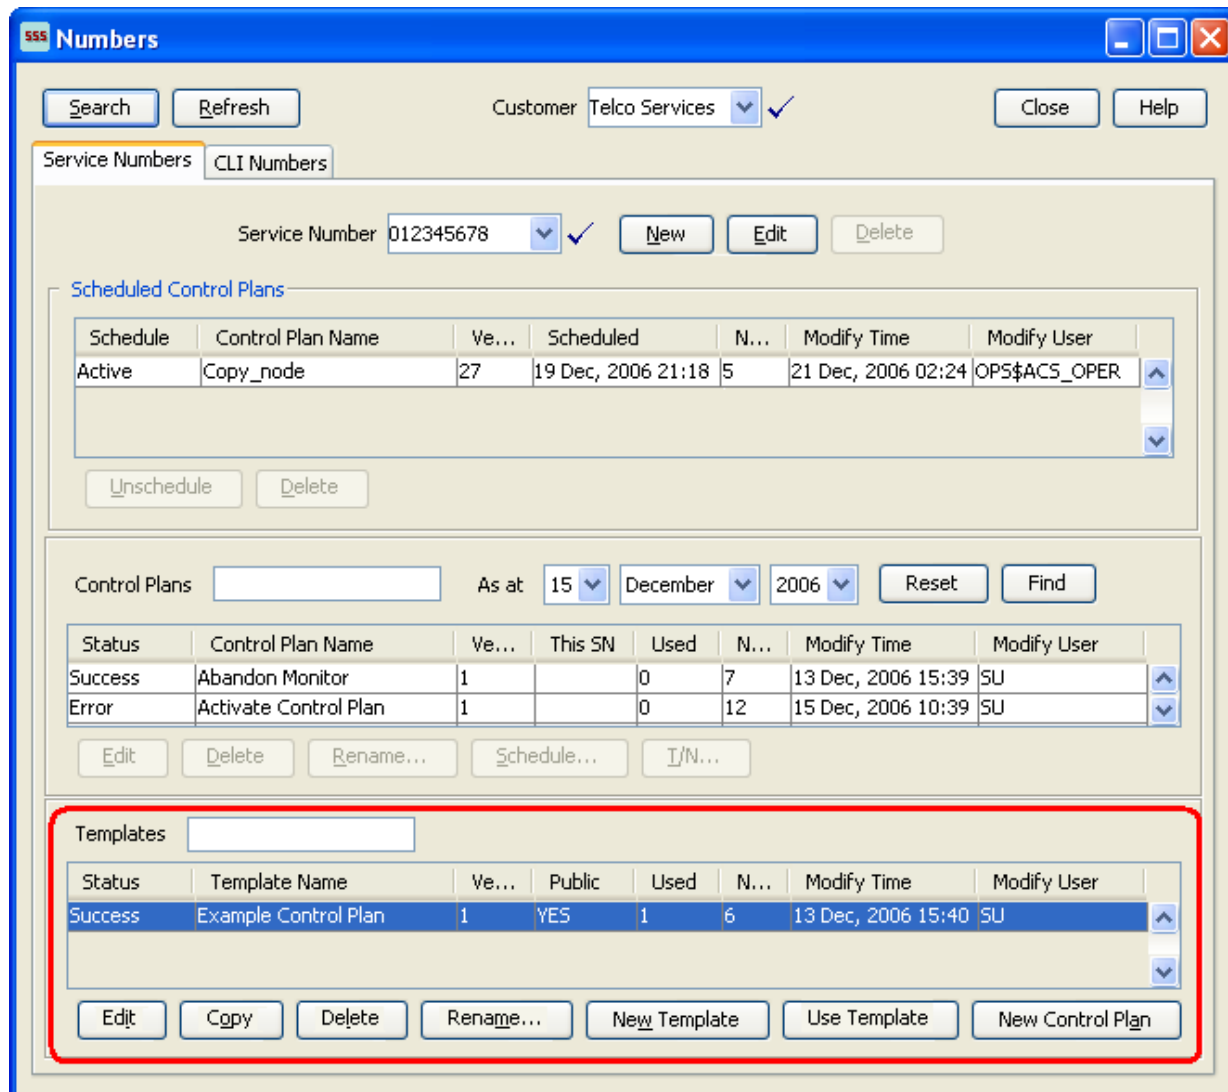 555 Numbers
Search Refresh Customer Telco Services Close Help
Service Numbers CLI Numbers
Service Number 012345678 New Edit Delete
Scheduled Control Plans
Schedule Control Plan Name Ve... Scheduled N... Modify Time Modify User
Active Copy_node 27 19 Dec, 2006 21:18 5 21 Dec, 2006 02:24 OPS$ACS_OPER
Unschedule Delete
Control Plans As at 15 December 2006 Reset Find
Status Control Plan Name Ve... This SN Used N... Modify Time Modify User
Success Abandon Monitor 1 0 7 13 Dec, 2006 15:39 SU
Error Activate Control Plan 1 0 12 15 Dec, 2006 10:39 SU
Edit Delete Rename... Schedule... T/N...
Templates
Status Template Name Ve... Public Used N... Modify Time Modify User
Success Example Control Plan 1 YES 1 6 13 Dec, 2006 15:40 SU
Edit Copy Delete Rename... New Template Use Template New Control Plan